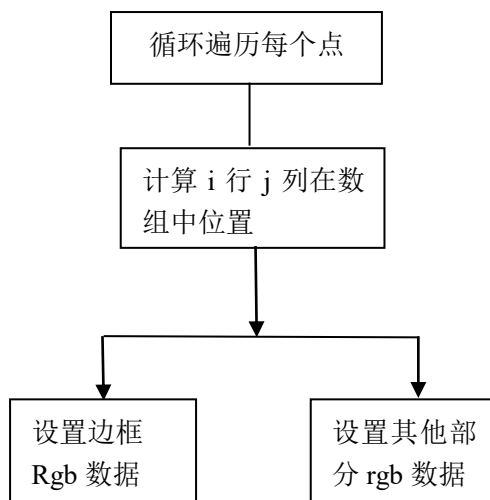 循环遍历每个点
计算 i 行 j 列在数
组中位置
设置边框
Rgb 数据
设置其他部
分 rgb 数据